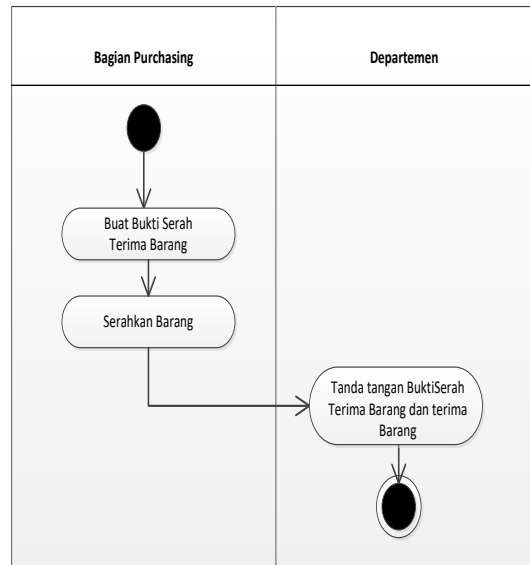 Bagian Purchasing
Departemen
Buat Bukti Serah
Terima Barang
Serahkan Barang
Tanda tangan BuktiSerah
Terima Barang dan terima
Barang